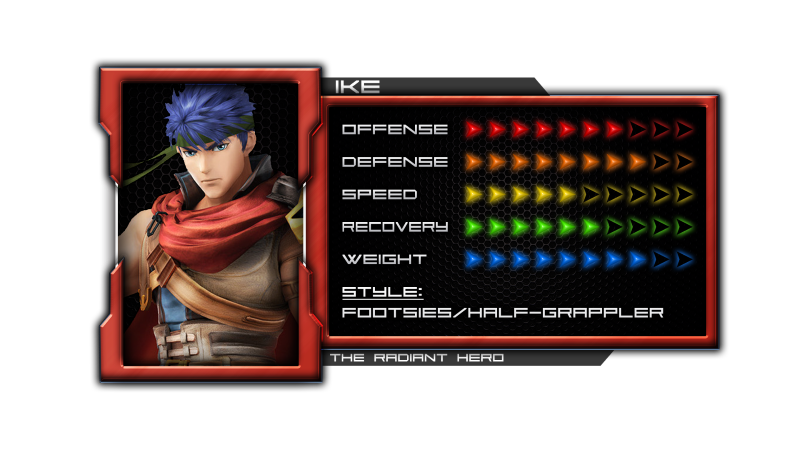 IKE
OFFENSE
DEFENSE
SPEED
RECOVERY
WEIGHT
STYLE:
FOOTSIES/HALF-GRAPPLER
THE RADIANT HERO